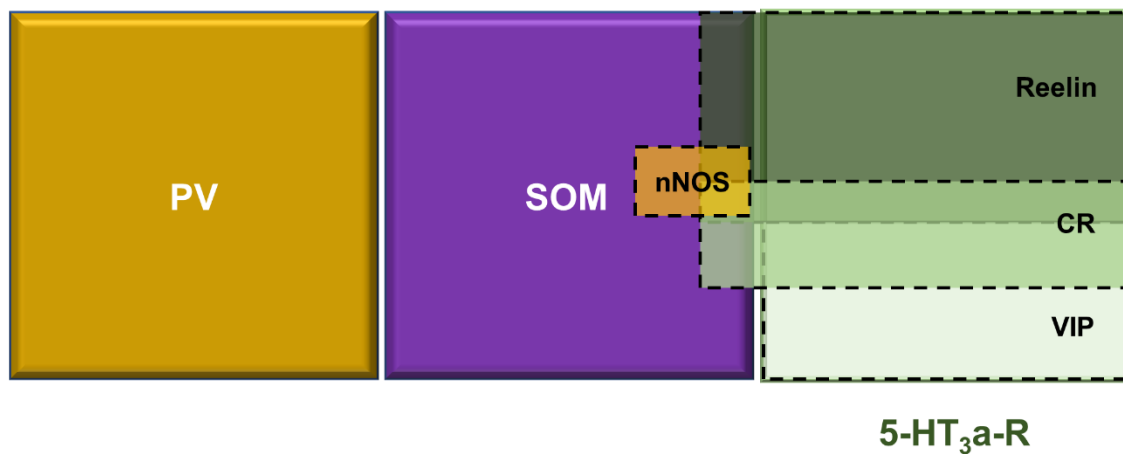 Reelin
PV
SOM
nNOS
CR
VIP
5-HT₃a-R